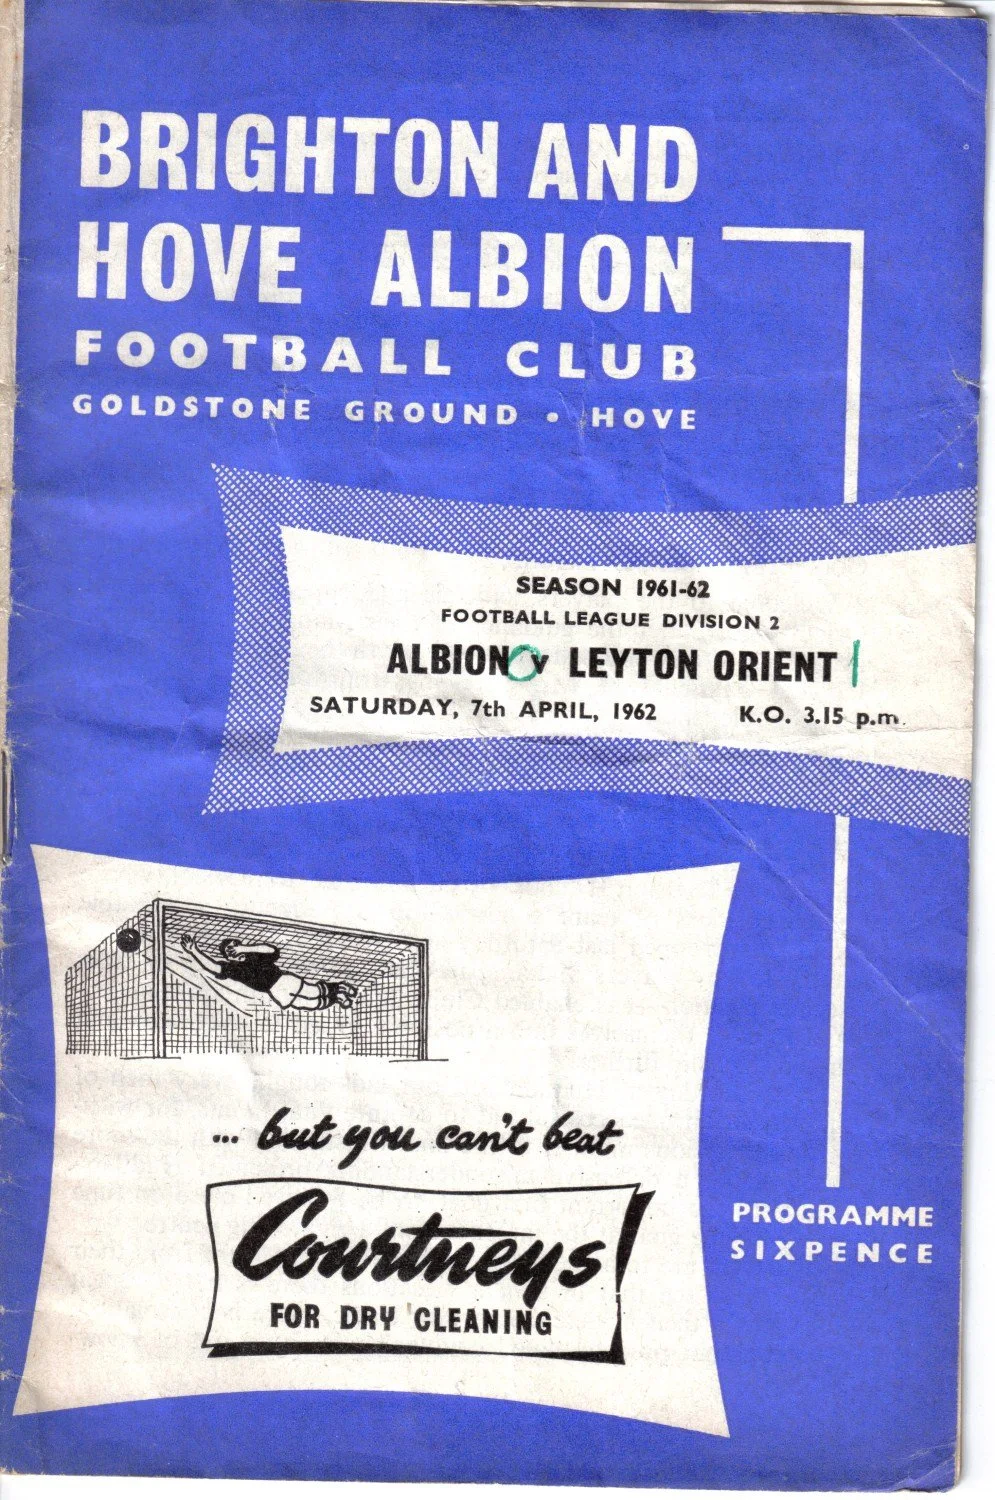 BRIGHTON AND
HOVE ALBION
FOOTBALL CLUB
GOLDSTONE GROUND • HOVE
SEASON 1961-62
FOOTBALL LEAGUE DIVISION 2
ALBION 0 v LEYTON ORIENT 1
SATURDAY, 7th APRIL, 1962 K.O. 3.15 p.m.
... but you can't beat
Courtneys
FOR DRY CLEANING
PROGRAMME
SIXPENCE